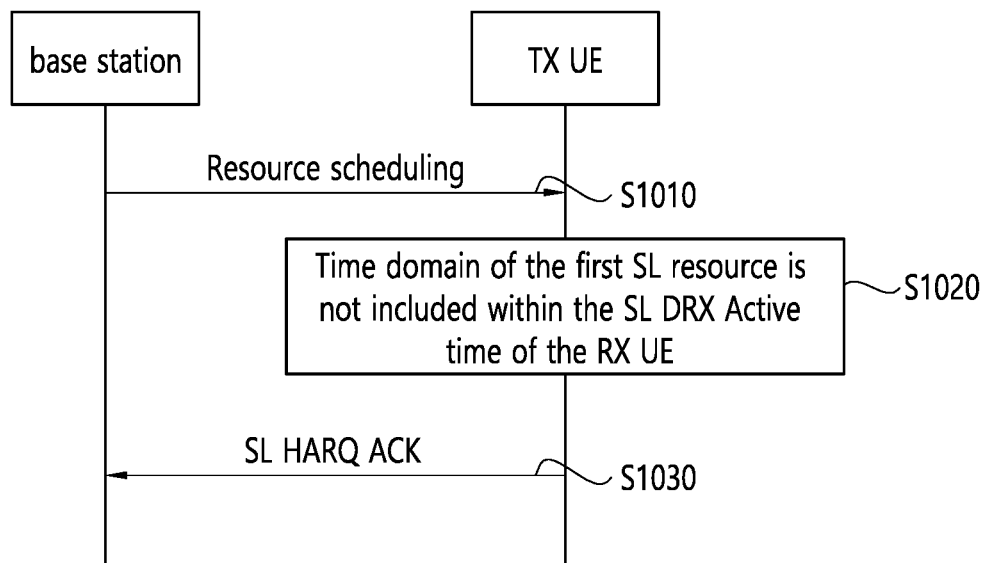 base station
TX UE
Resource scheduling
S1010
Time domain of the first SL resource is
not included within the SL DRX Active
time of the RX UE
S1020
SL HARQ ACK
S1030